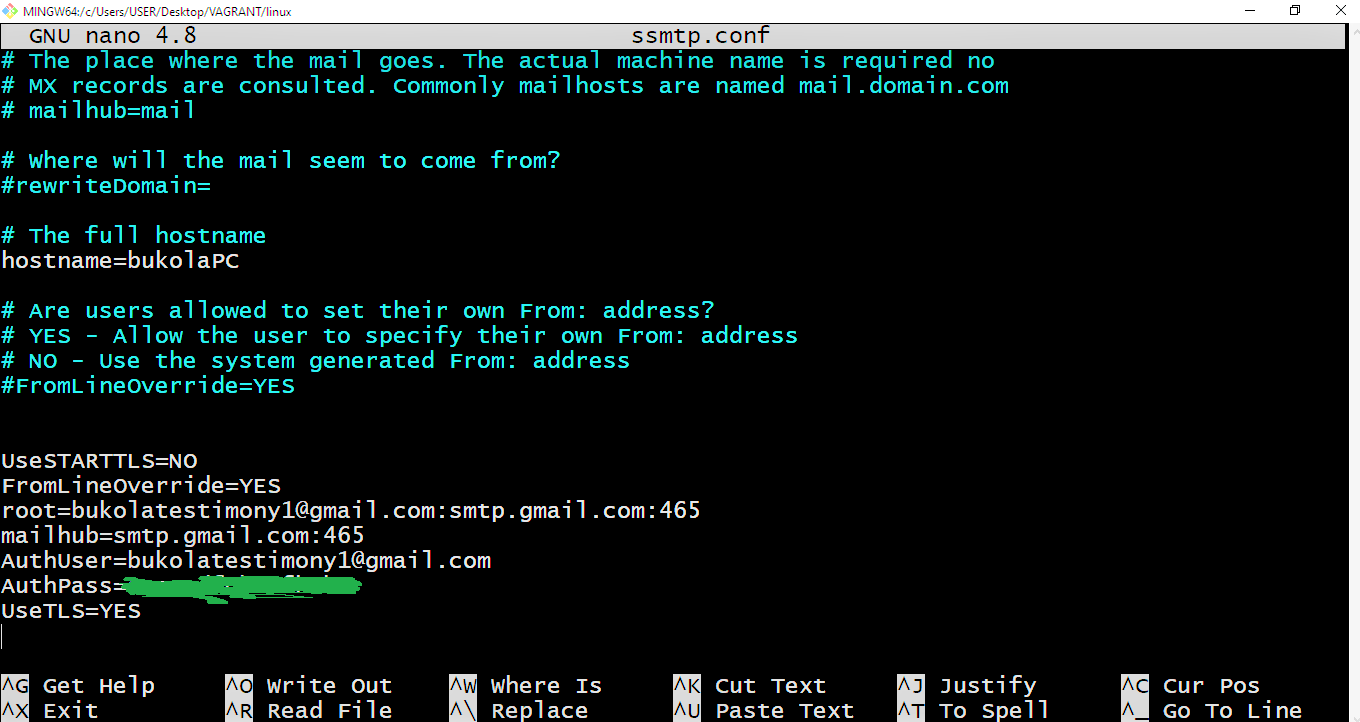 MINGW64:/c/Users/USER/Desktop/VAGRANT/linux
GNU nano 4.8 ssmtp.conf
# The place where the mail goes. The actual machine name is required no
# MX records are consulted. Commonly mailhosts are named mail.domain.com
# mailhub=mail
# Where will the mail seem to come from?
#rewriteDomain=
# The full hostname
hostname=bukolaPC
# Are users allowed to set their own From: address?
# YES - Allow the user to specify their own From: address
# NO - Use the system generated From: address
#FromLineOverride=YES
UseSTARTTLS=NO
FromLineOverride=YES
root=bukolatestimony1@gmail.com:smtp.gmail.com:465
mailhub=smtp.gmail.com:465
AuthUser=bukolatestimony1@gmail.com
AuthPass=
UseTLS=YES
^G Get Help ^O Write Out ^W Where Is ^K Cut Text ^J Justify ^C Cur Pos
^X Exit ^R Read File ^\ Replace ^U Paste Text ^T To Spell ^_ Go To Line